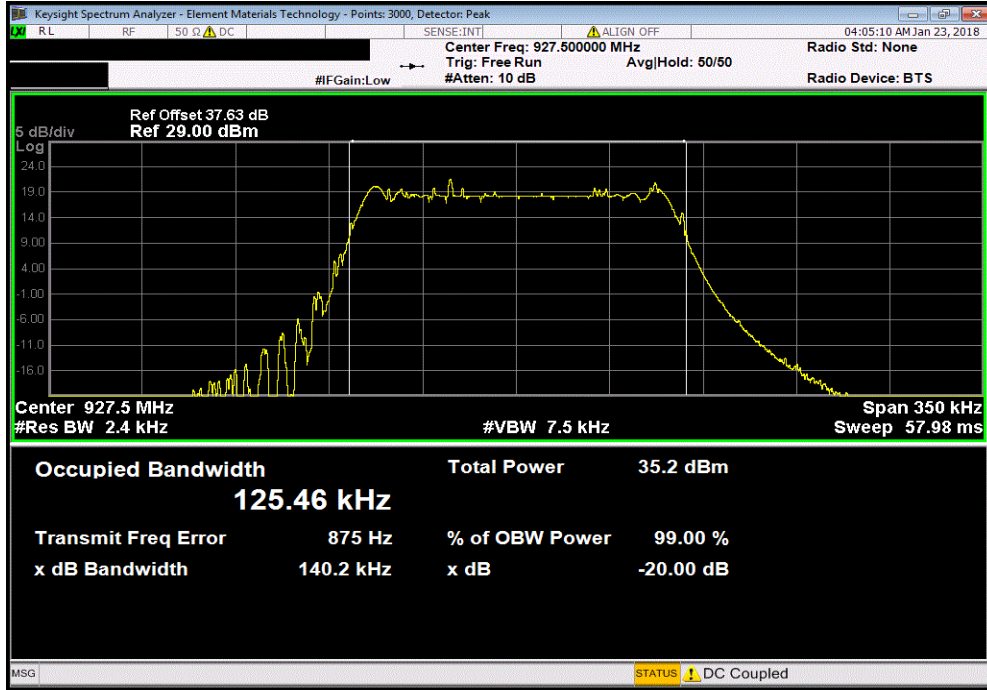 Keysight Spectrum Analyzer - Element Materials Technology - Points: 3000, Detector: Peak
LXI RL RF 50 Ω DC SENSE:INT ALIGN OFF 04:05:10 AM Jan 23, 2018
Center Freq: 927.500000 MHz Radio Std: None
Trig: Free Run Avg|Hold: 50/50
#IFGain:Low #Atten: 10 dB Radio Device: BTS
Ref Offset 37.63 dB
5 dB/div Ref 29.00 dBm
Log
24.0
19.0
14.0
9.00
4.00
-1.00
-6.00
-11.0
-16.0
Center 927.5 MHz Span 350 kHz
#Res BW 2.4 kHz #VBW 7.5 kHz Sweep 57.98 ms
Occupied Bandwidth Total Power 35.2 dBm
125.46 kHz
Transmit Freq Error 875 Hz % of OBW Power 99.00 %
x dB Bandwidth 140.2 kHz x dB -20.00 dB
MSG STATUS DC Coupled